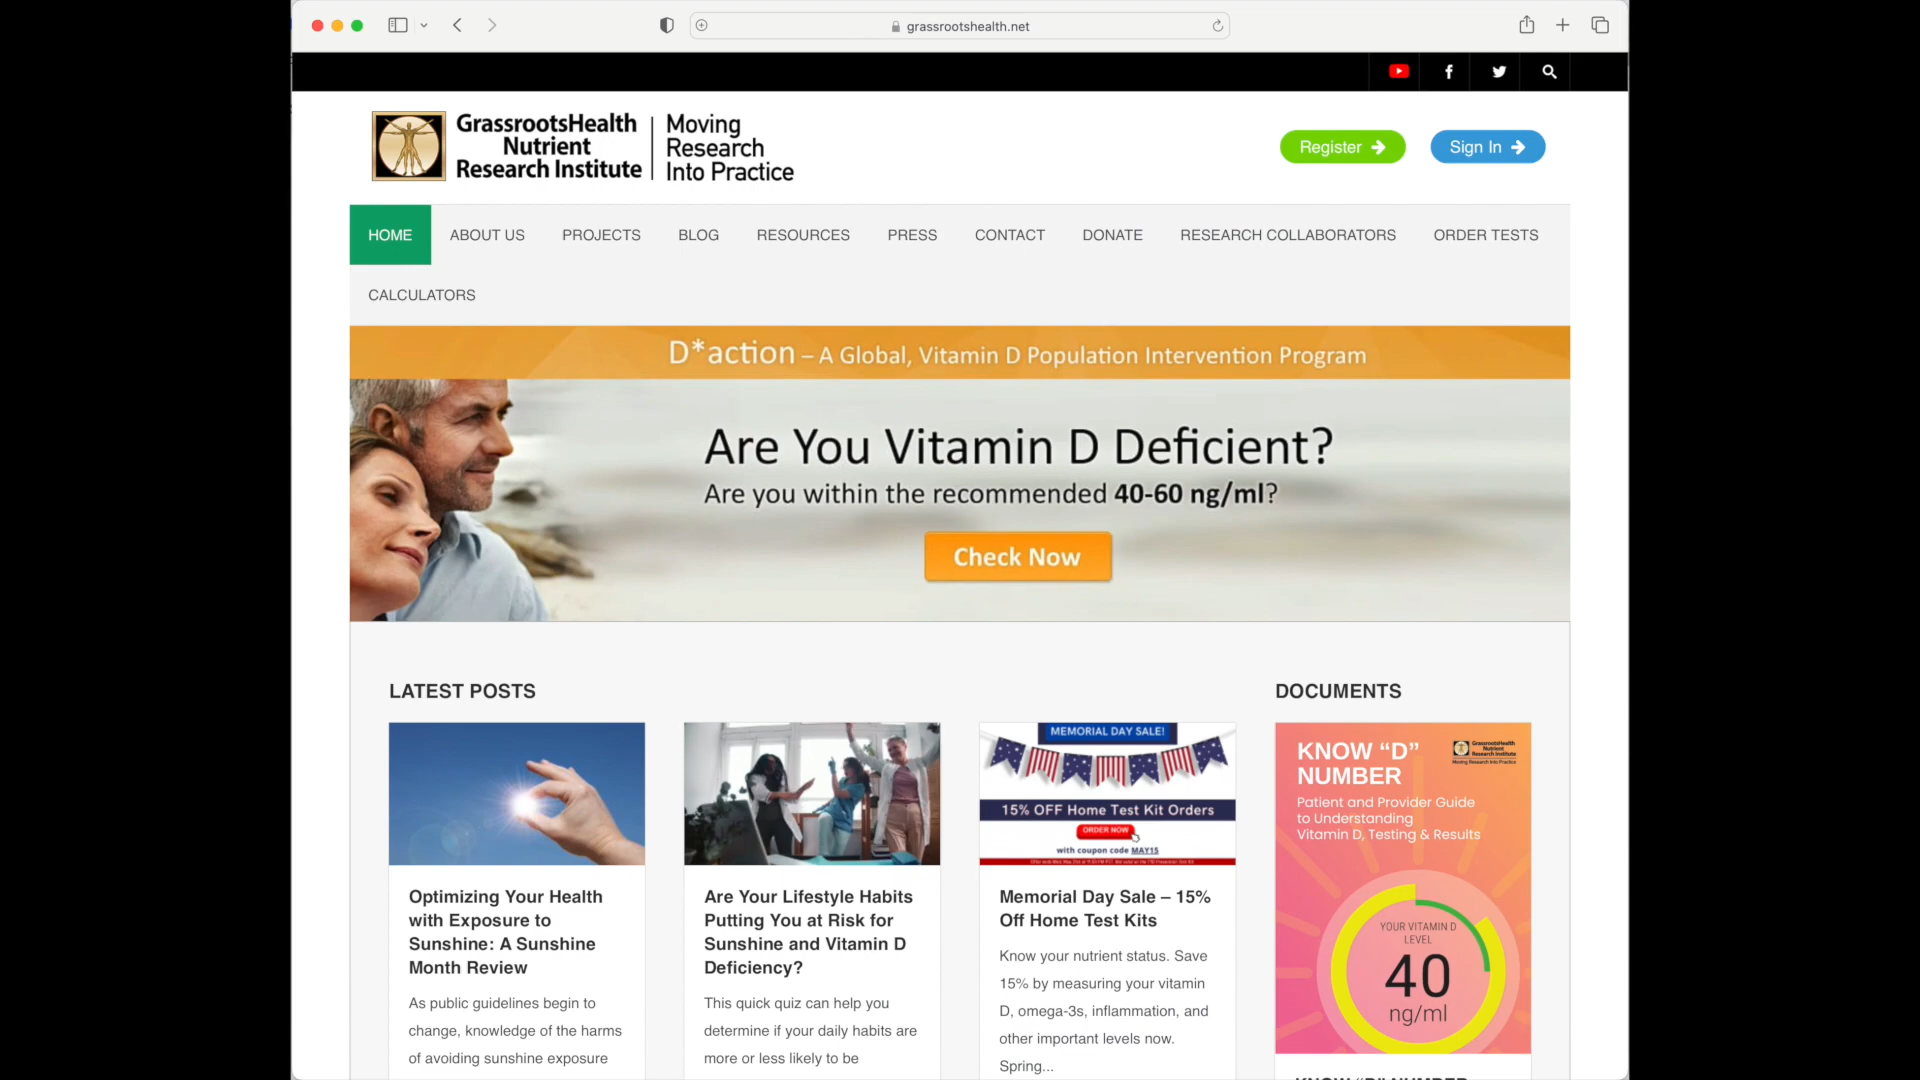 grassrootshealth.net
GrassrootsHealth
Nutrient
Research Institute
Moving
Research
Into Practice
Register
Sign In
HOME ABOUT US PROJECTS BLOG RESOURCES PRESS CONTACT DONATE RESEARCH COLLABORATORS ORDER TESTS
CALCULATORS
D*action – A Global, Vitamin D Population Intervention Program
Are You Vitamin D Deficient?
Are you within the recommended 40-60 ng/ml?
Check Now
LATEST POSTS
Optimizing Your Health
with Exposure to
Sunshine: A Sunshine
Month Review
As public guidelines begin to
change, knowledge of the harms
of avoiding sunshine exposure
Are Your Lifestyle Habits
Putting You at Risk for
Sunshine and Vitamin D
Deficiency?
This quick quiz can help you
determine if your daily habits are
more or less likely to be
MEMORIAL DAY SALE!
15% OFF Home Test Kit Orders
ORDER NOW
with coupon code MAY15
Memorial Day Sale – 15%
Off Home Test Kits
Know your nutrient status. Save
15% by measuring your vitamin
D, omega-3s, inflammation, and
other important levels now.
Spring...
DOCUMENTS
KNOW “D”
NUMBER
GrassrootsHealth
Nutrient
Research Institute
Moving Research Into Practice
Patient and Provider Guide
to Understanding
Vitamin D, Testing & Results
YOUR VITAMIN D
LEVEL
40
ng/ml